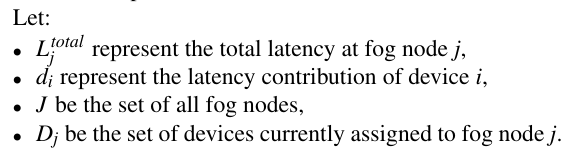 Let:
• L_j^{total} represent the total latency at fog node j,
• d_i represent the latency contribution of device i,
• J be the set of all fog nodes,
• D_j be the set of devices currently assigned to fog node j.